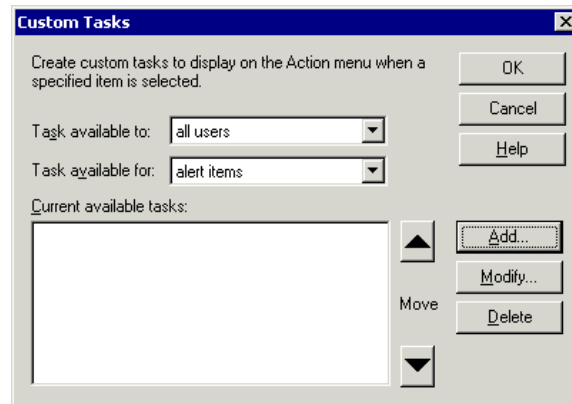 Custom Tasks
Create custom tasks to display on the Action menu when a
specified item is selected.
OK
Cancel
Help
Task available to: all users
Task available for: alert items
Current available tasks:
Add...
Modify...
Move
Delete